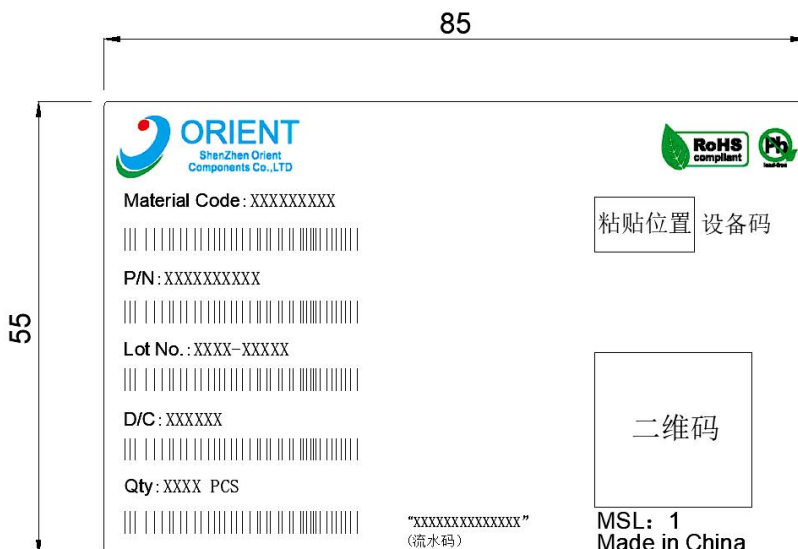 85
55
ORIENT
ShenZhen Orient
Components Co.,LTD
RoHS
compliant
Pb
lead-free
Material Code:XXXXXXXXX
粘贴位置 设备码
P/N:XXXXXXXXXX
Lot No.:XXXX-XXXXX
D/C:XXXXXX
二维码
Qty:XXXX PCS
“XXXXXXXXXXXXXX”
(流水码)
MSL：1
Made in China